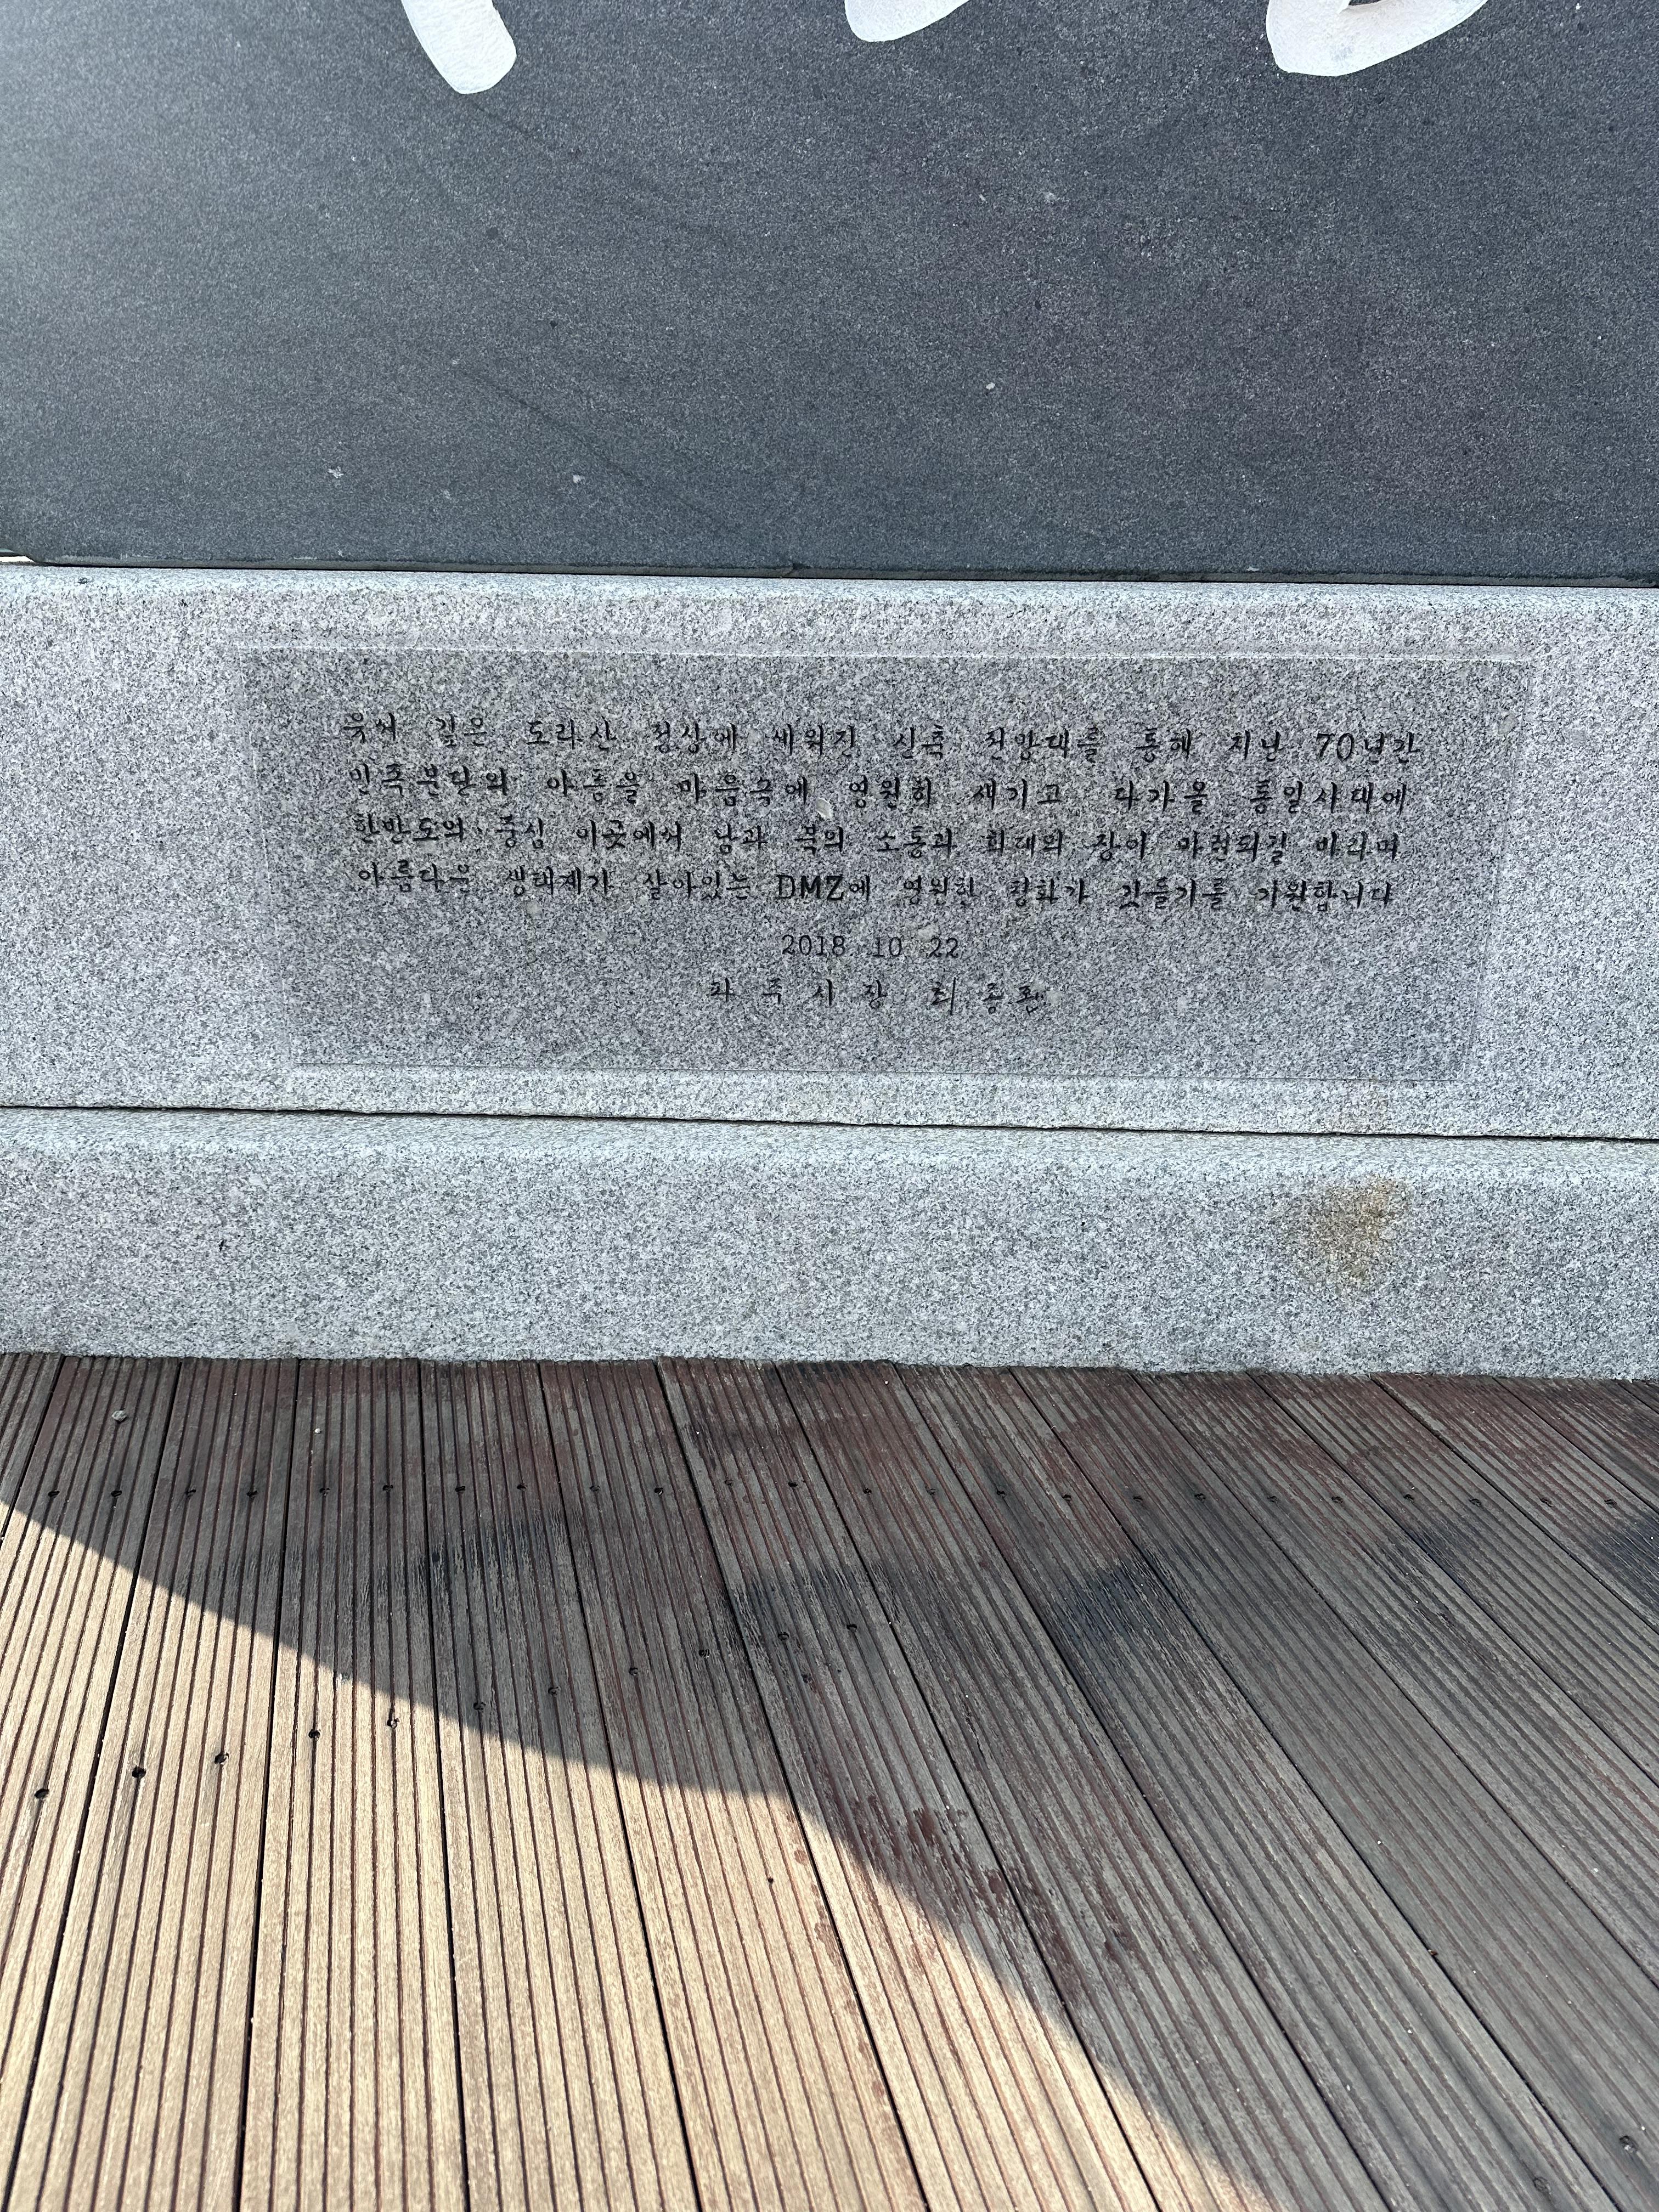 유서 깊은 도라산 정상에 세워진 신축 전망대를 통해 지난 70년간
민족분단의 아픔을 마음속에 영원히 새기고 다가올 통일시대에
한반도의 중심 이곳에서 남과 북의 소통과 화대의 장이 마련되길 바라며
아름다운 생태계가 살아있는 DMZ에 영원한 평화가 깃들기를 기원합니다
2018 10 22
파주시장 최종환